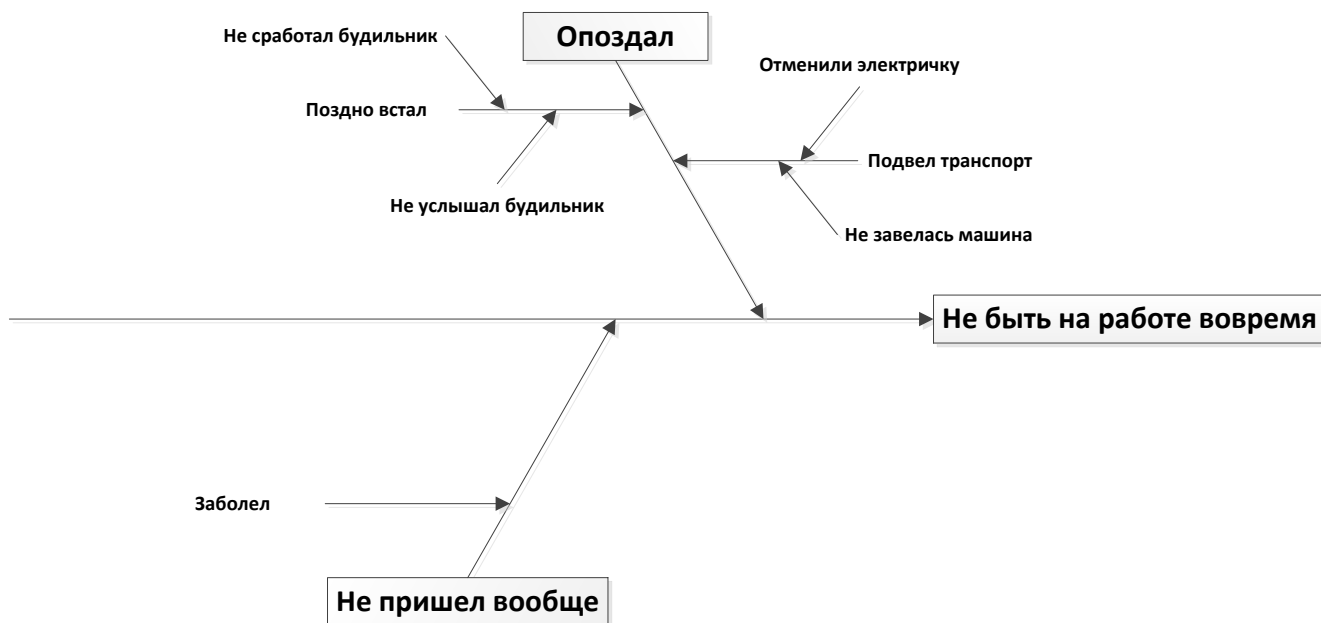 Опоздал
Не сработал будильник
Отменили электричку
Поздно встал
Подвел транспорт
Не услышал будильник
Не завелась машина
Не быть на работе вовремя
Заболел
Не пришел вообще